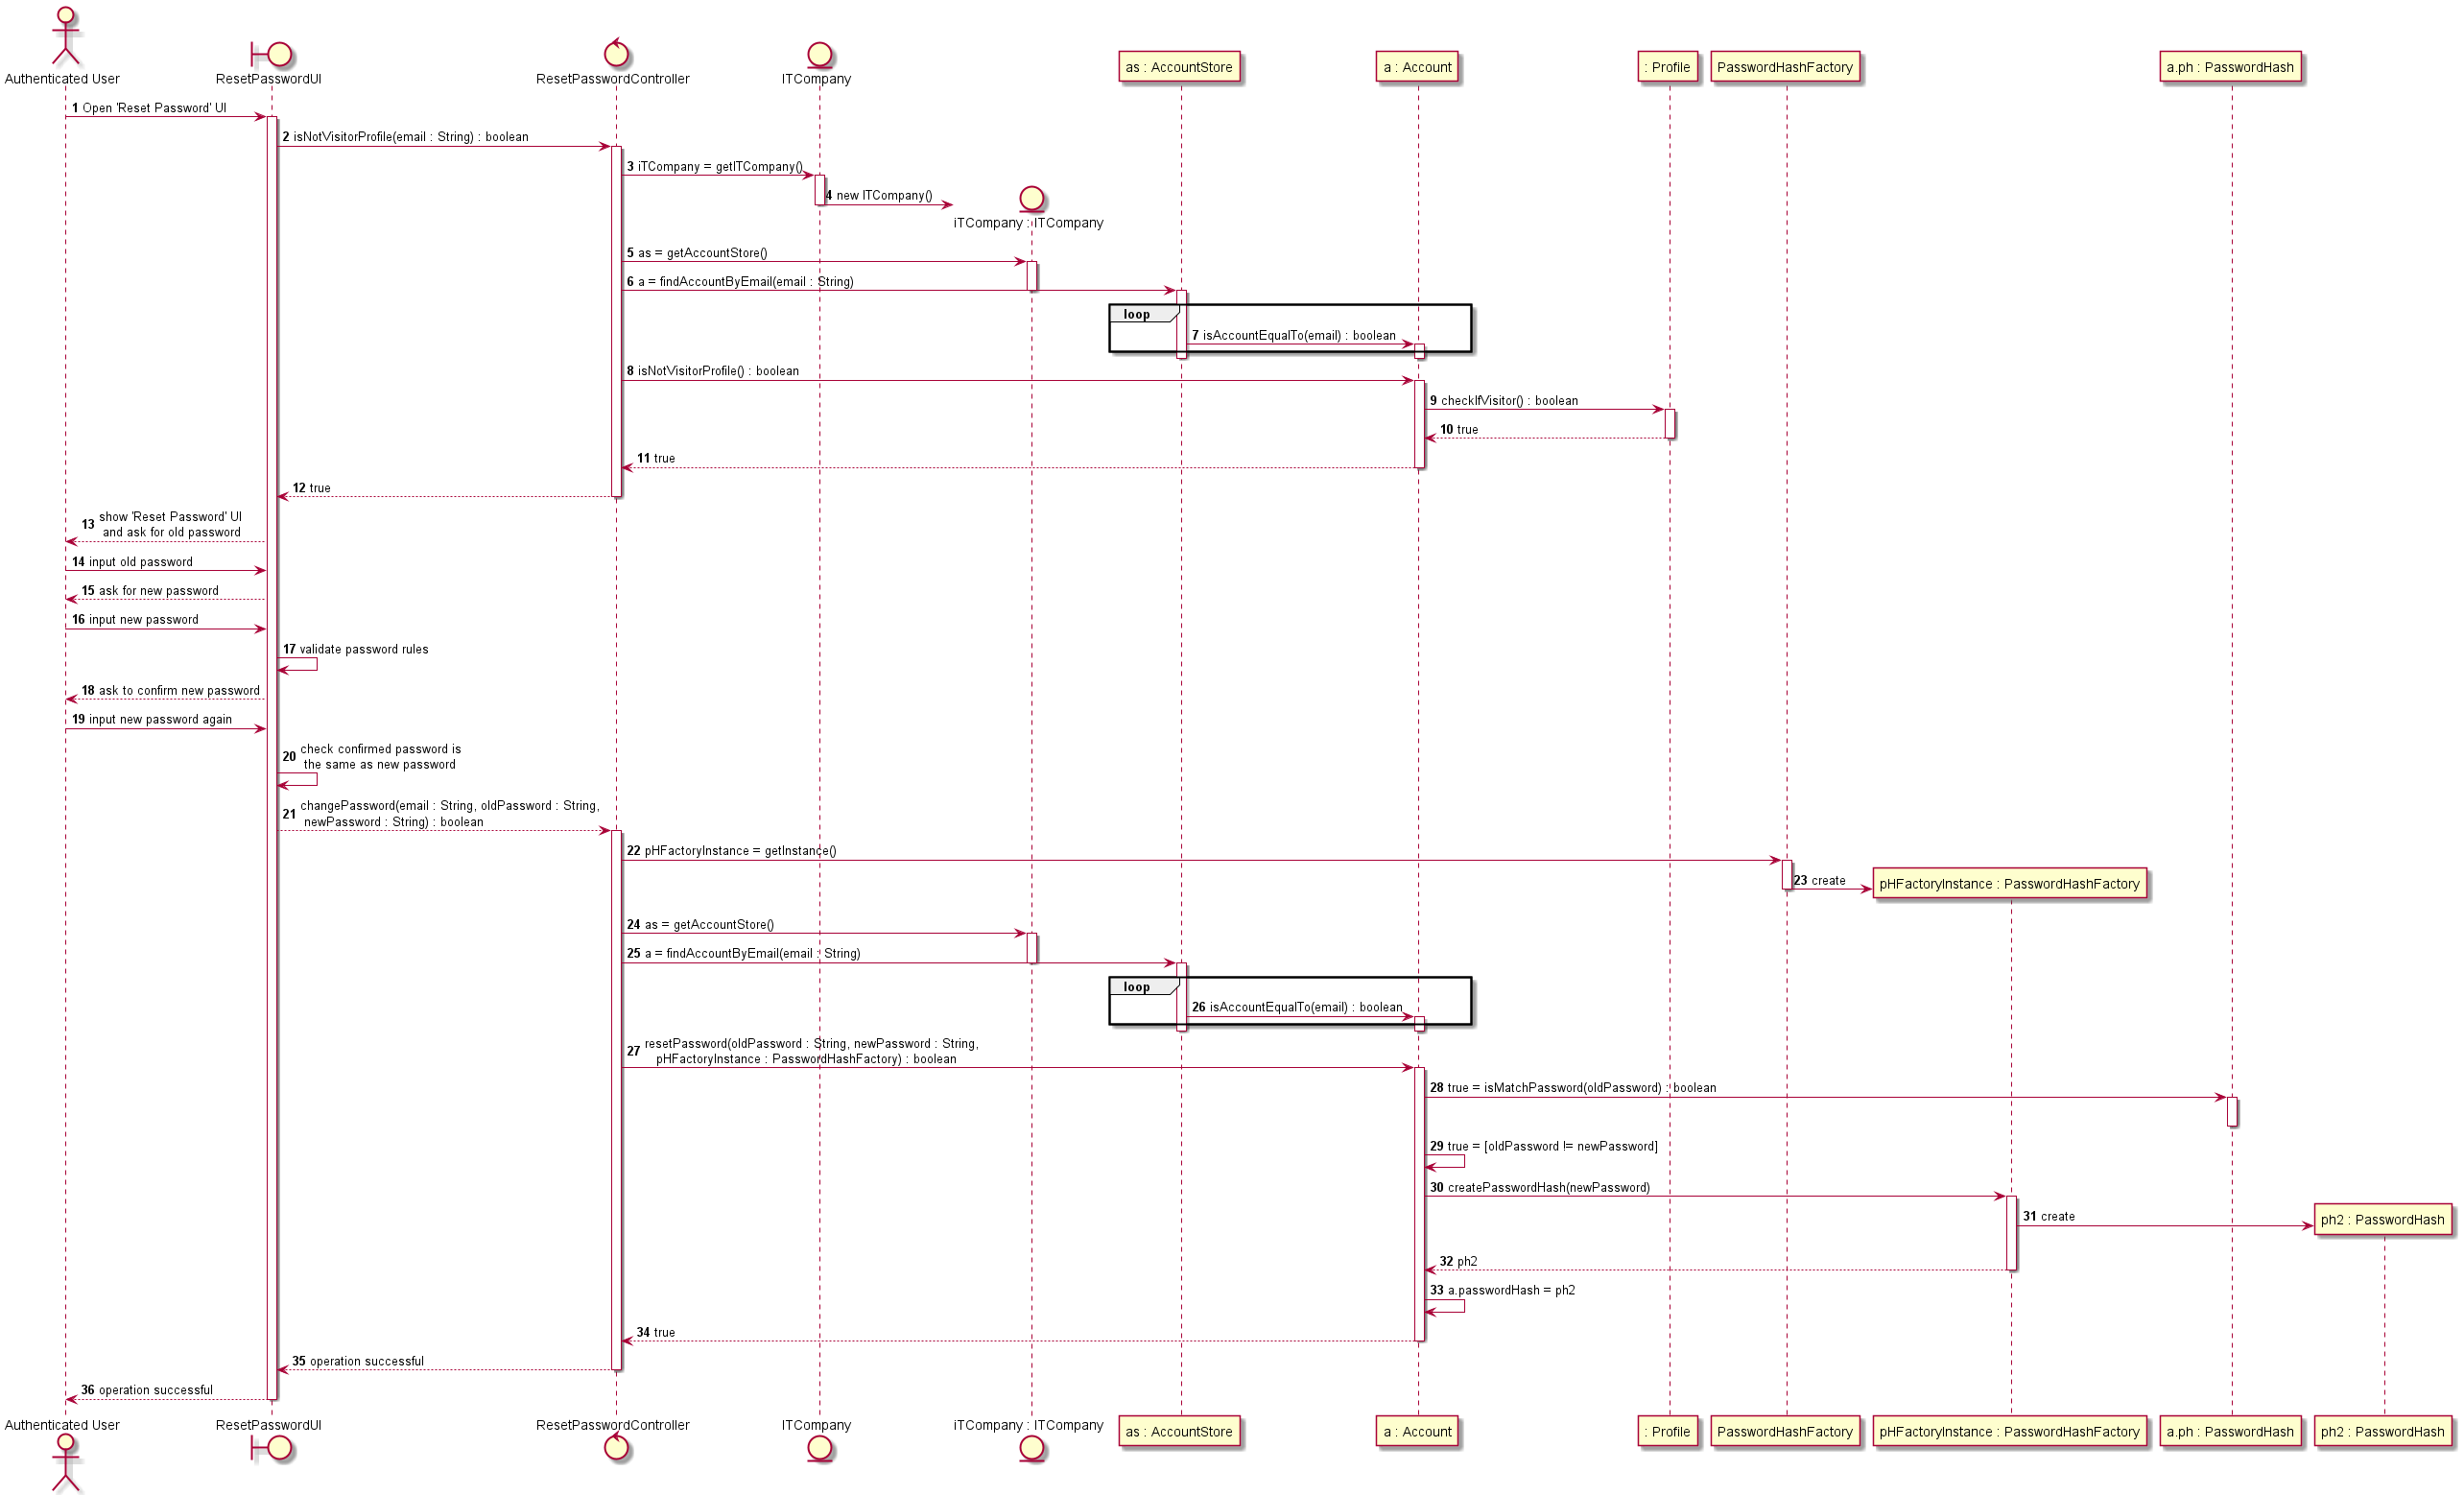 Authenticated User
ResetPasswordUI
ResetPasswordController
ITCompany
as : AccountStore
a : Account
: Profile
PasswordHashFactory
a.ph : PasswordHash
1 Open 'Reset Password' UI
2 isNotVisitorProfile(email : String) : boolean
3 iTCompany = getITCompany()
4 new ITCompany()
iTCompany : ITCompany
5 as = getAccountStore()
6 a = findAccountByEmail(email : String)
loop
7 isAccountEqualTo(email) : boolean
8 isNotVisitorProfile() : boolean
9 checkIfVisitor() : boolean
10 true
11 true
12 true
13 show 'Reset Password' UI
and ask for old password
14 input old password
15 ask for new password
16 input new password
17 validate password rules
18 ask to confirm new password
19 input new password again
20 check confirmed password is
the same as new password
21 changePassword(email : String, oldPassword : String,
newPassword : String) : boolean
22 pHFactoryInstance = getInstance()
23 create
pHFactoryInstance : PasswordHashFactory
24 as = getAccountStore()
25 a = findAccountByEmail(email : String)
loop
26 isAccountEqualTo(email) : boolean
27 resetPassword(oldPassword : String, newPassword : String,
pHFactoryInstance : PasswordHashFactory) : boolean
28 true = isMatchPassword(oldPassword) : boolean
29 true = [oldPassword != newPassword]
30 createPasswordHash(newPassword)
31 create
ph2 : PasswordHash
32 ph2
33 a.passwordHash = ph2
34 true
35 operation successful
36 operation successful
Authenticated User
ResetPasswordUI
ResetPasswordController
ITCompany
iTCompany : ITCompany
as : AccountStore
a : Account
: Profile
PasswordHashFactory
pHFactoryInstance : PasswordHashFactory
a.ph : PasswordHash
ph2 : PasswordHash